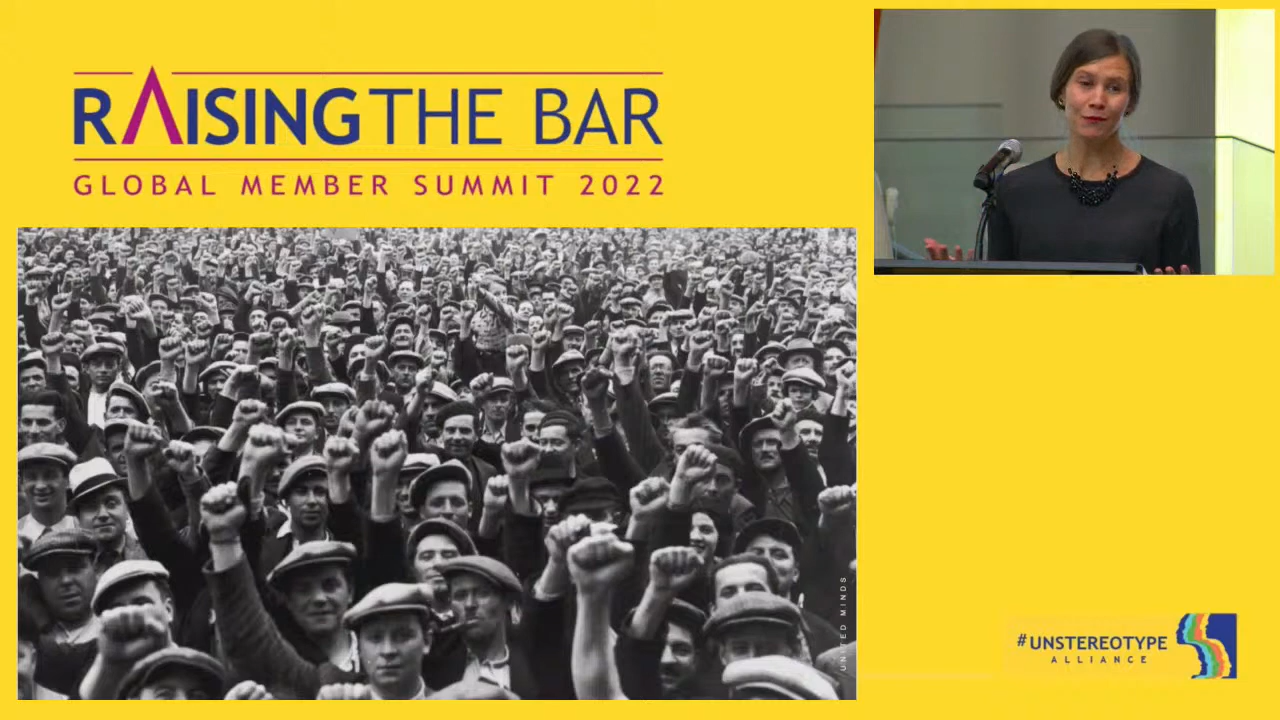 RAISING THE BAR
GLOBAL MEMBER SUMMIT 2022
UNITED MINDS
#UNSTEREOTYPE
ALLIANCE